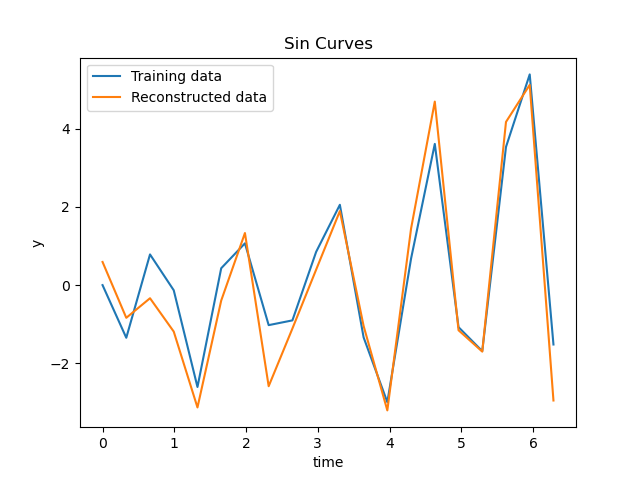 Sin Curves
Training data
Reconstructed data
y
4
2
0
−2
0 1 2 3 4 5 6
time